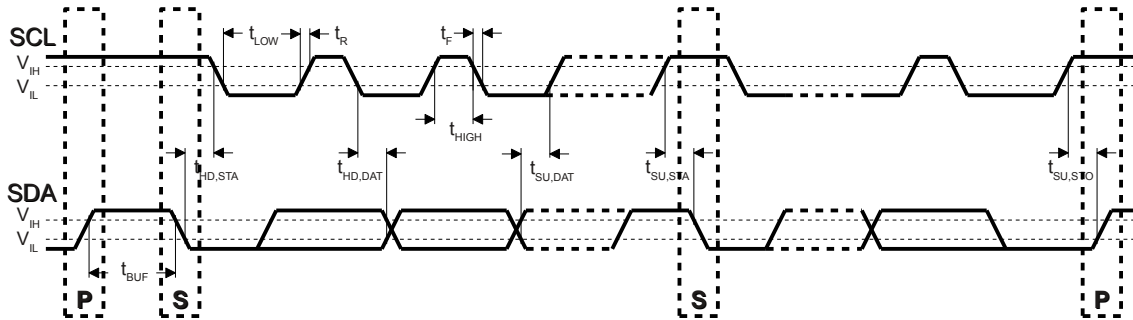 SCL
V_IH
V_IL
t_LOW
t_R
t_F
t_HIGH
t_HD,STA
t_HD,DAT
t_SU,DAT
t_SU,STA
t_SU,STO
SDA
V_IH
V_IL
t_BUF
P
S
S
P